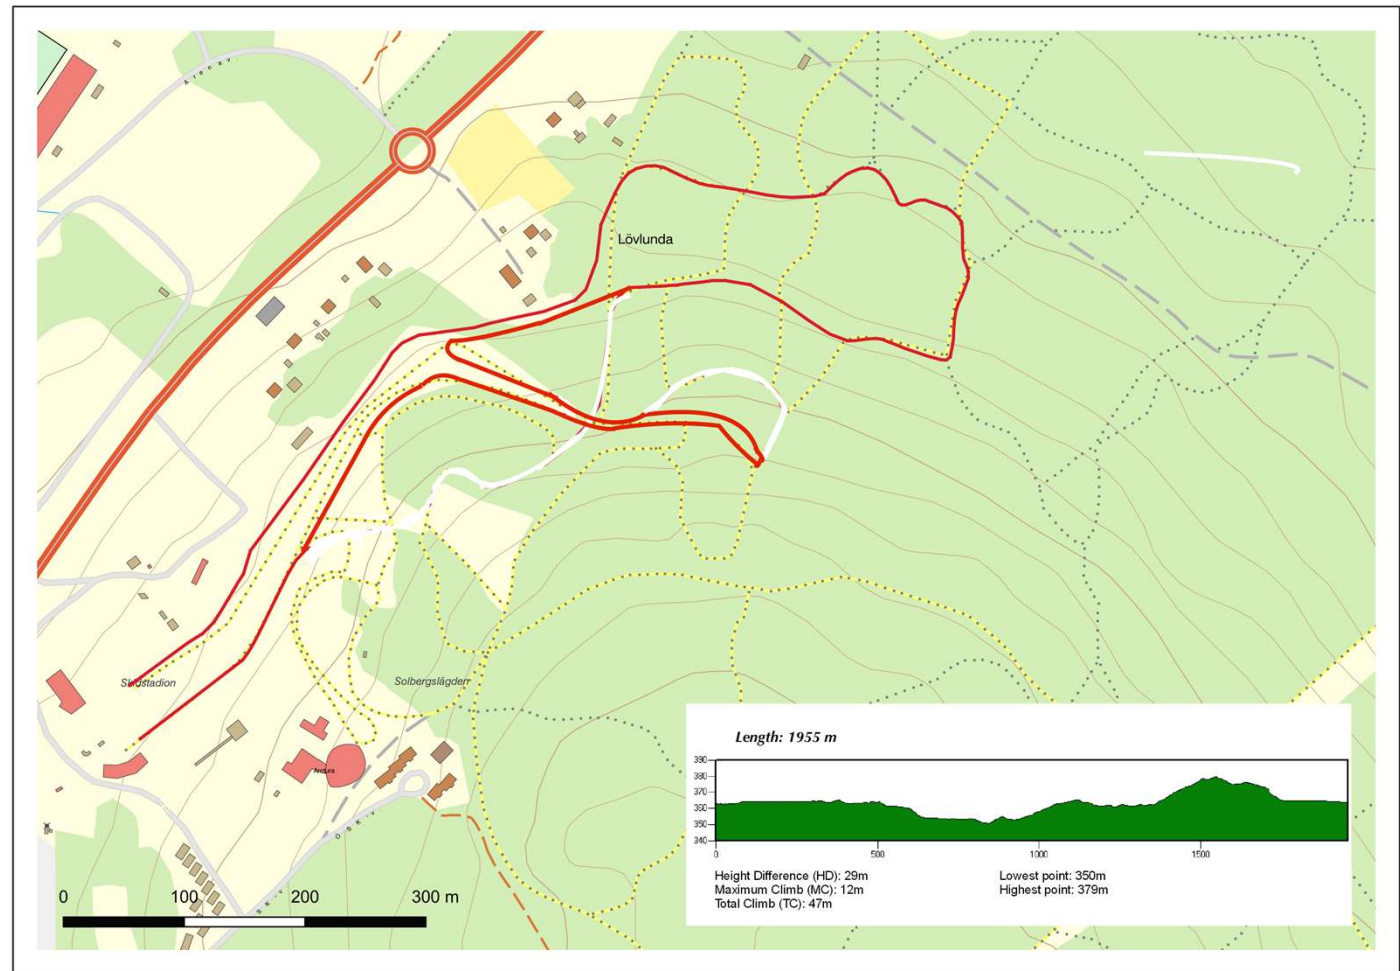 Lövlunda
Skidstadion
Solbergslägden
Arctura
Length: 1955 m
390
380
370
360
350
340
0
500
1000
1500
Height Difference (HD): 29m
Maximum Climb (MC): 12m
Total Climb (TC): 47m
Lowest point: 350m
Highest point: 379m
0
100
200
300 m